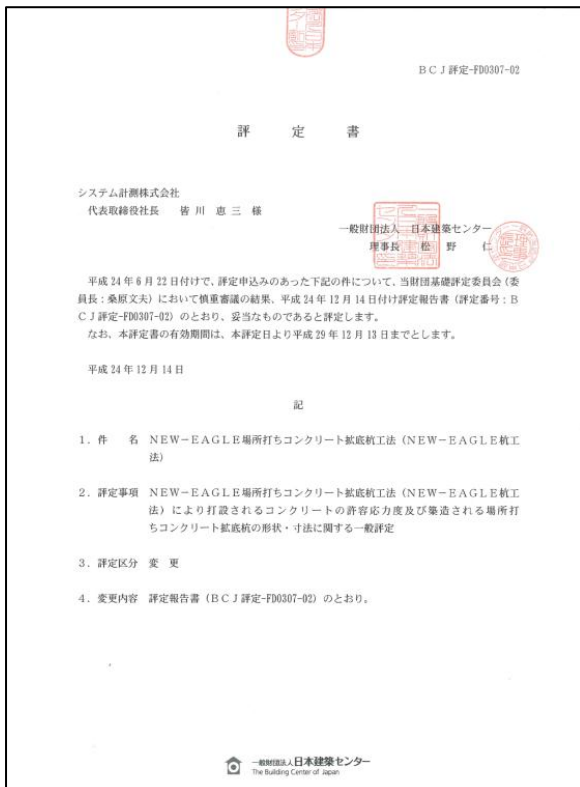 BCJ評定-FD0307-02
評 定 書
システム計測株式会社
代表取締役社長 皆 川 恵 三 様
一般財団法人 日本建築センター
理事長 松 野 仁
平成24年6月22日付けで、評定申込みのあった下記の件について、当財団基礎評定委員会(委
員長:桑原文夫)において慎重審議の結果、平成24年12月14日付け評定報告書(評定番号:B
CJ評定-FD0307-02)のとおり、妥当なものであると評定します。
なお、本評定書の有効期間は、本評定日より平成29年12月13日までとします。
平成24年12月14日
記
1.件 名 NEW-EAGLE場所打ちコンクリート拡底杭工法(NEW-EAGLE杭工
法)
2.評定事項 NEW-EAGLE場所打ちコンクリート拡底杭工法(NEW-EAGLE杭工
法)により打設されるコンクリートの許容応力度及び築造される場所打
ちコンクリート拡底杭の形状・寸法に関する一般評定
3.評定区分 変 更
4.変更内容 評定報告書(BCJ評定-FD0307-02)のとおり。
一般財団法人日本建築センター
The Building Center of Japan